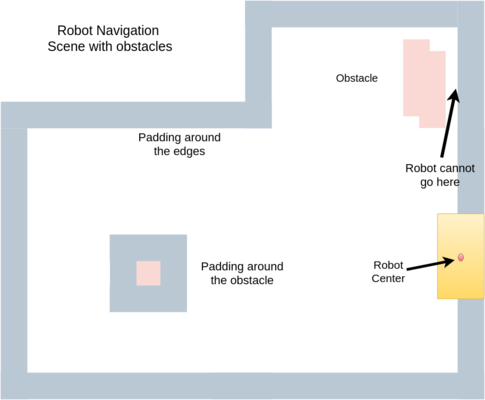 Robot Navigation
Scene with obstacles
Obstacle
Padding around
the edges
Robot cannot
go here
Padding around
the obstacle
Robot
Center